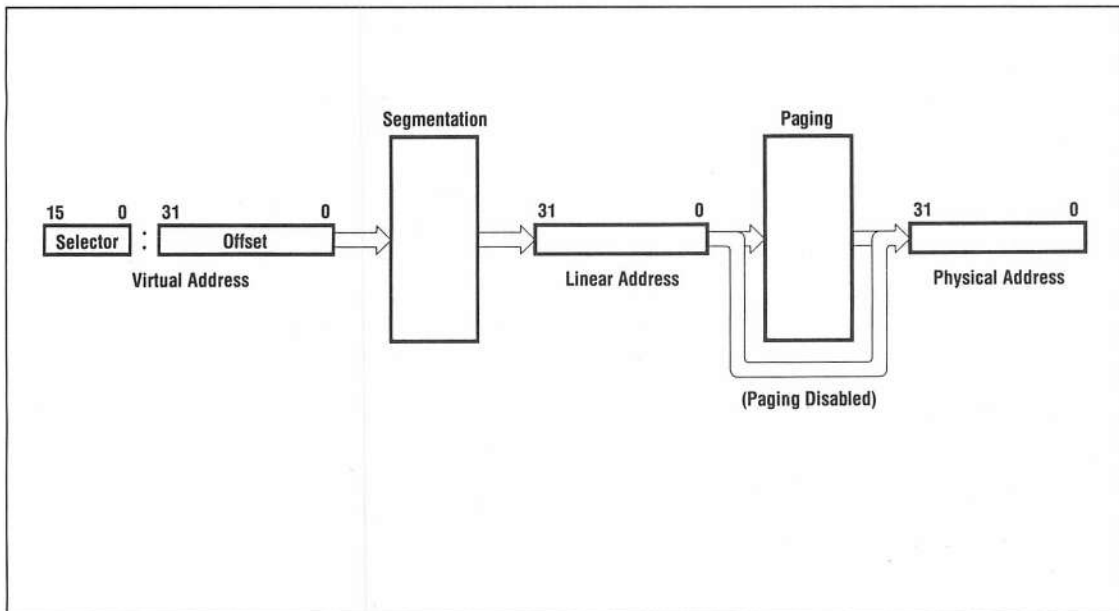 Segmentation
Paging
15 0 31 0
31 0
31 0
Selector : Offset
Virtual Address
Linear Address
Physical Address
(Paging Disabled)